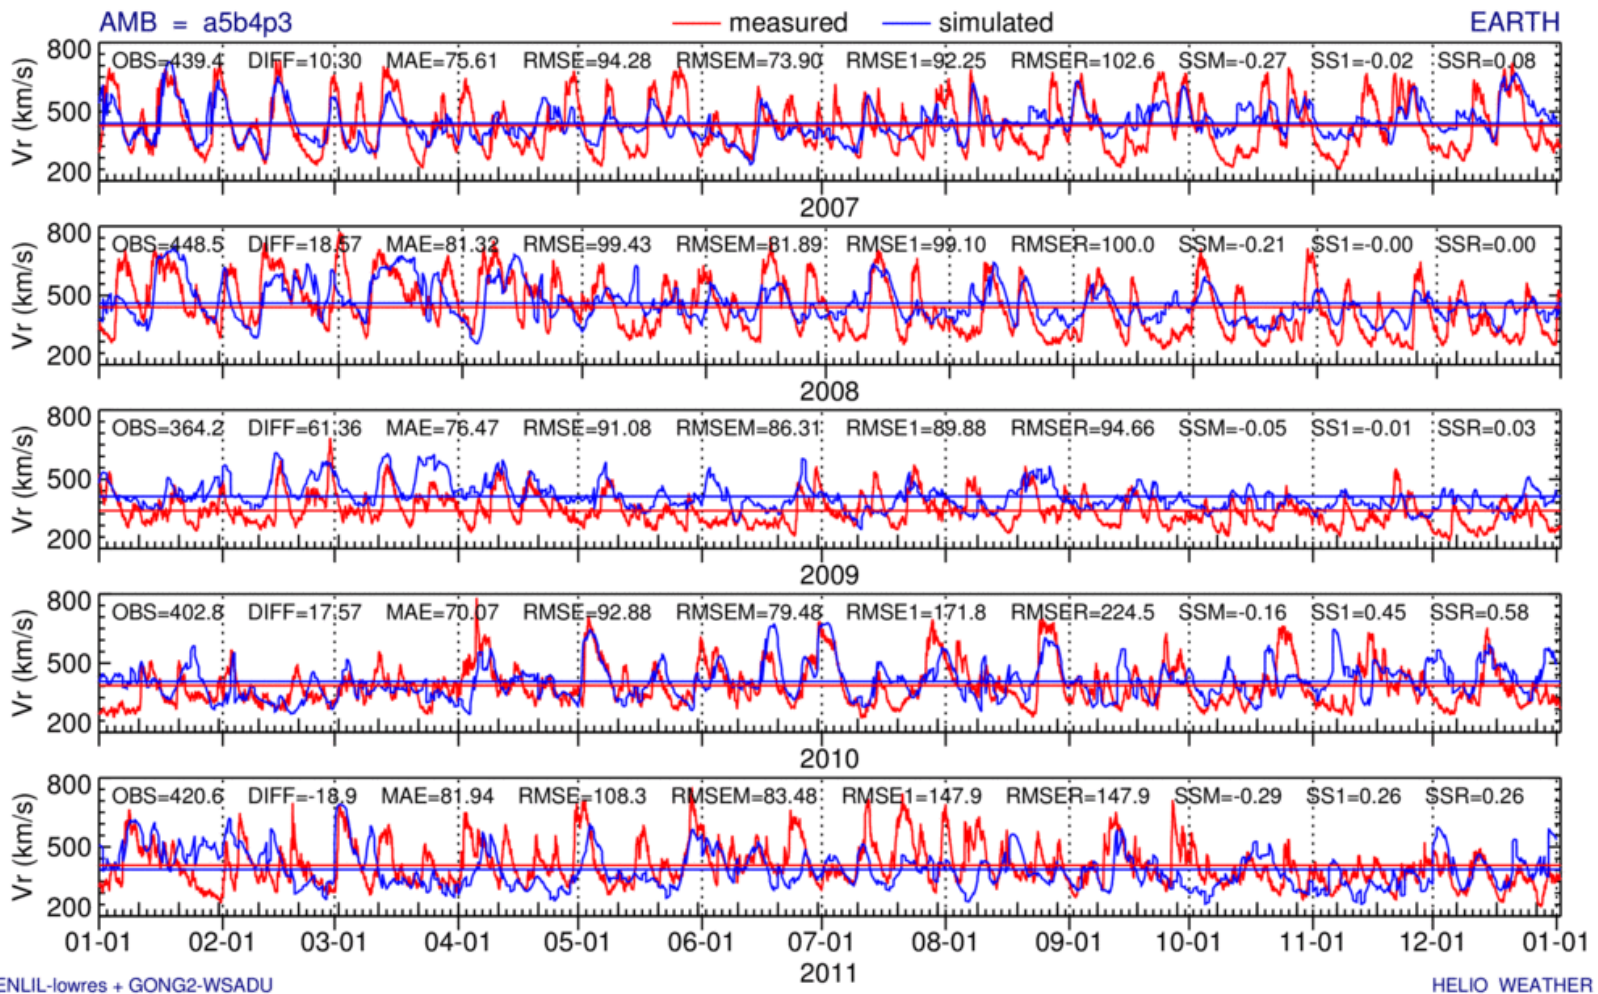 AMB = a5b4p3 measured simulated EARTH
800 OBS=439.4 DIFF=10.30 MAE=75.61 RMSE=94.28 RMSEM=73.90 RMSE1=92.25 RMSER=102.6 SSM=-0.27 SS1=-0.02 SSR=0.08
500
200
Vr (km/s)
2007
800 OBS=448.5 DIFF=18.57 MAE=81.32 RMSE=99.43 RMSEM=81.89 RMSE1=99.10 RMSER=100.0 SSM=-0.21 SS1=-0.00 SSR=0.00
500
200
Vr (km/s)
2008
800 OBS=364.2 DIFF=61.36 MAE=76.47 RMSE=91.08 RMSEM=86.31 RMSE1=89.88 RMSER=94.66 SSM=-0.05 SS1=-0.01 SSR=0.03
500
200
Vr (km/s)
2009
800 OBS=402.8 DIFF=17.57 MAE=70.07 RMSE=92.88 RMSEM=79.48 RMSE1=171.8 RMSER=224.5 SSM=-0.16 SS1=0.45 SSR=0.58
500
200
Vr (km/s)
2010
800 OBS=420.6 DIFF=-18.9 MAE=81.94 RMSE=108.3 RMSEM=83.48 RMSE1=147.9 RMSER=147.9 SSM=-0.29 SS1=0.26 SSR=0.26
500
200
Vr (km/s)
01-01 02-01 03-01 04-01 05-01 06-01 07-01 08-01 09-01 10-01 11-01 12-01 01-01
2011
ENLIL-lowres + GONG2-WSADU HELIO WEATHER